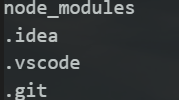 node_modules
.idea
.vscode
.git